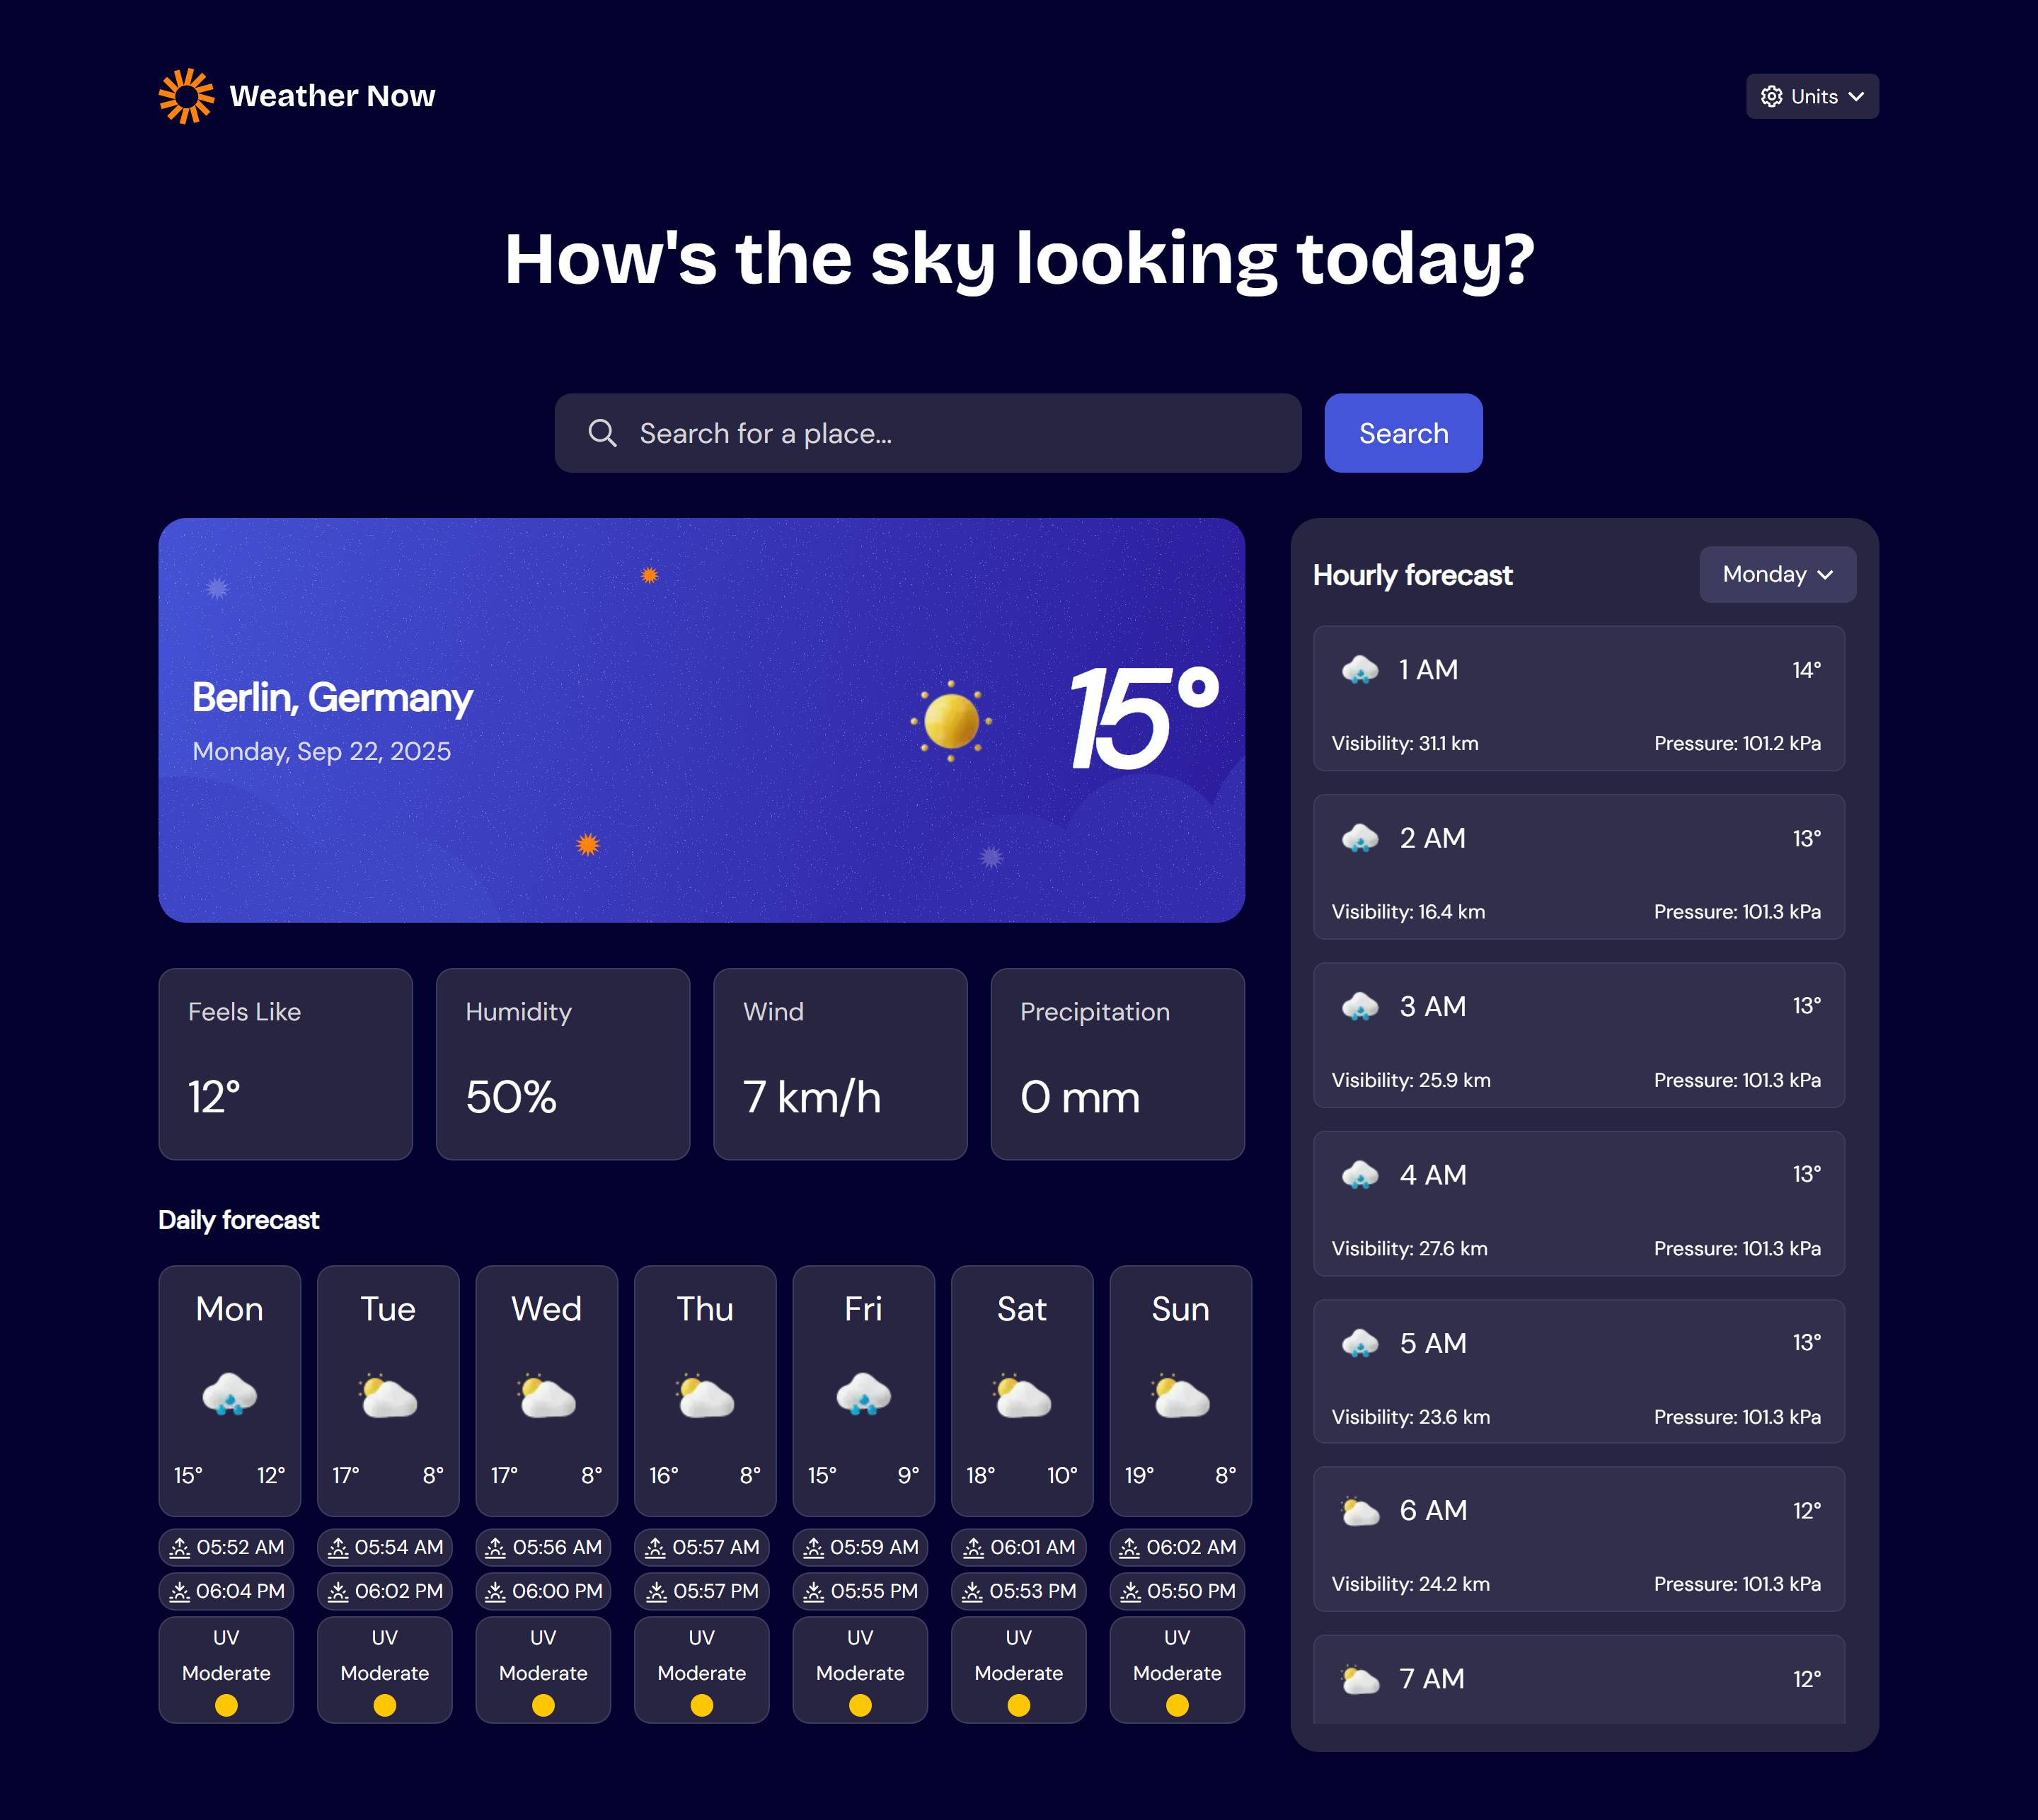 Weather Now
Units
How's the sky looking today?
Search for a place...
Search
Berlin, Germany
Monday, Sep 22, 2025
15°
Feels Like
12°
Humidity
50%
Wind
7 km/h
Precipitation
0 mm
Daily forecast
Mon
15° 12°
05:52 AM
06:04 PM
UV
Moderate
Tue
17° 8°
05:54 AM
06:02 PM
UV
Moderate
Wed
17° 8°
05:56 AM
06:00 PM
UV
Moderate
Thu
16° 8°
05:57 AM
05:57 PM
UV
Moderate
Fri
15° 9°
05:59 AM
05:55 PM
UV
Moderate
Sat
18° 10°
06:01 AM
05:53 PM
UV
Moderate
Sun
19° 8°
06:02 AM
05:50 PM
UV
Moderate
Hourly forecast
Monday
1 AM 14°
Visibility: 31.1 km Pressure: 101.2 kPa
2 AM 13°
Visibility: 16.4 km Pressure: 101.3 kPa
3 AM 13°
Visibility: 25.9 km Pressure: 101.3 kPa
4 AM 13°
Visibility: 27.6 km Pressure: 101.3 kPa
5 AM 13°
Visibility: 23.6 km Pressure: 101.3 kPa
6 AM 12°
Visibility: 24.2 km Pressure: 101.3 kPa
7 AM 12°